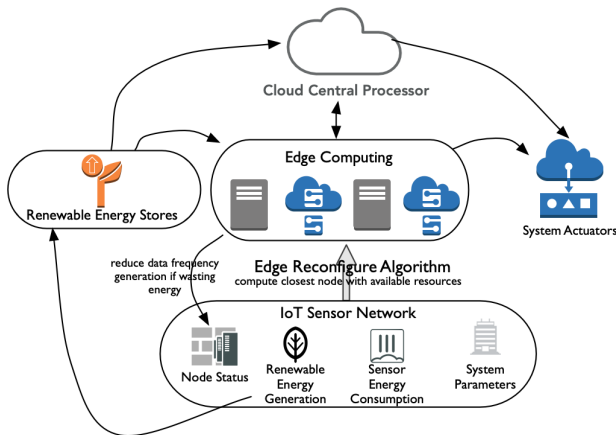 Cloud Central Processor
Edge Computing
Renewable Energy Stores
System Actuators
reduce data frequency
generation if wasting
energy
Edge Reconfigure Algorithm
compute closest node with available resources
IoT Sensor Network
Node Status
Renewable
Energy
Generation
Sensor
Energy
Consumption
System
Parameters